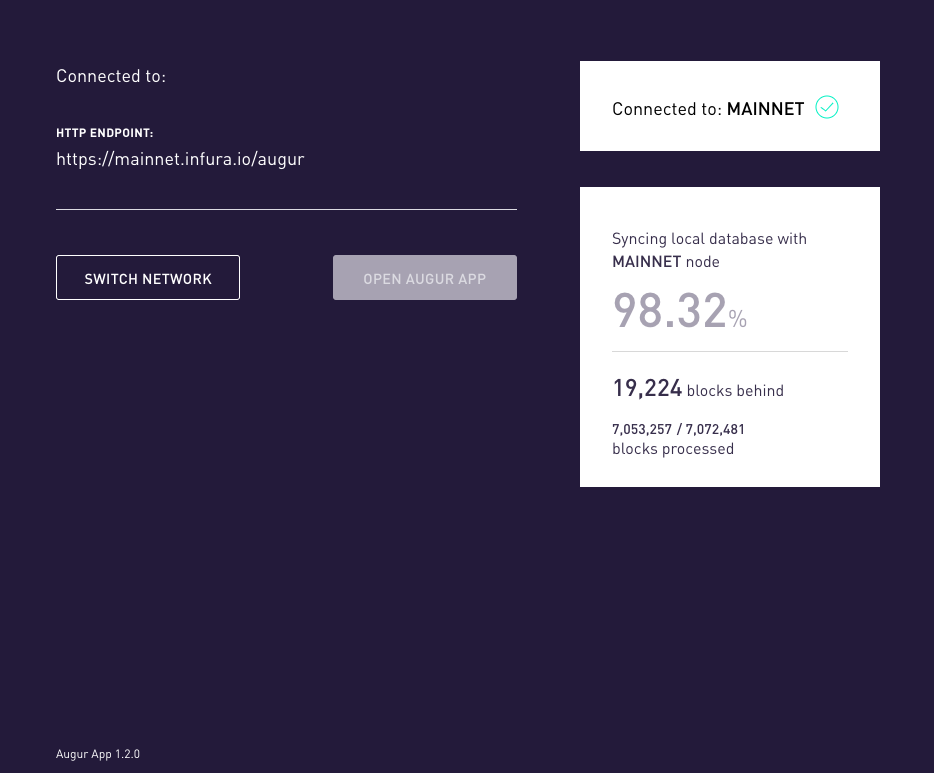 Connected to:
HTTP ENDPOINT:
https://mainnet.infura.io/augur
SWITCH NETWORK
OPEN AUGUR APP
Connected to: MAINNET
Syncing local database with
MAINNET node
98.32%
19,224 blocks behind
7,053,257 / 7,072,481
blocks processed
Augur App 1.2.0